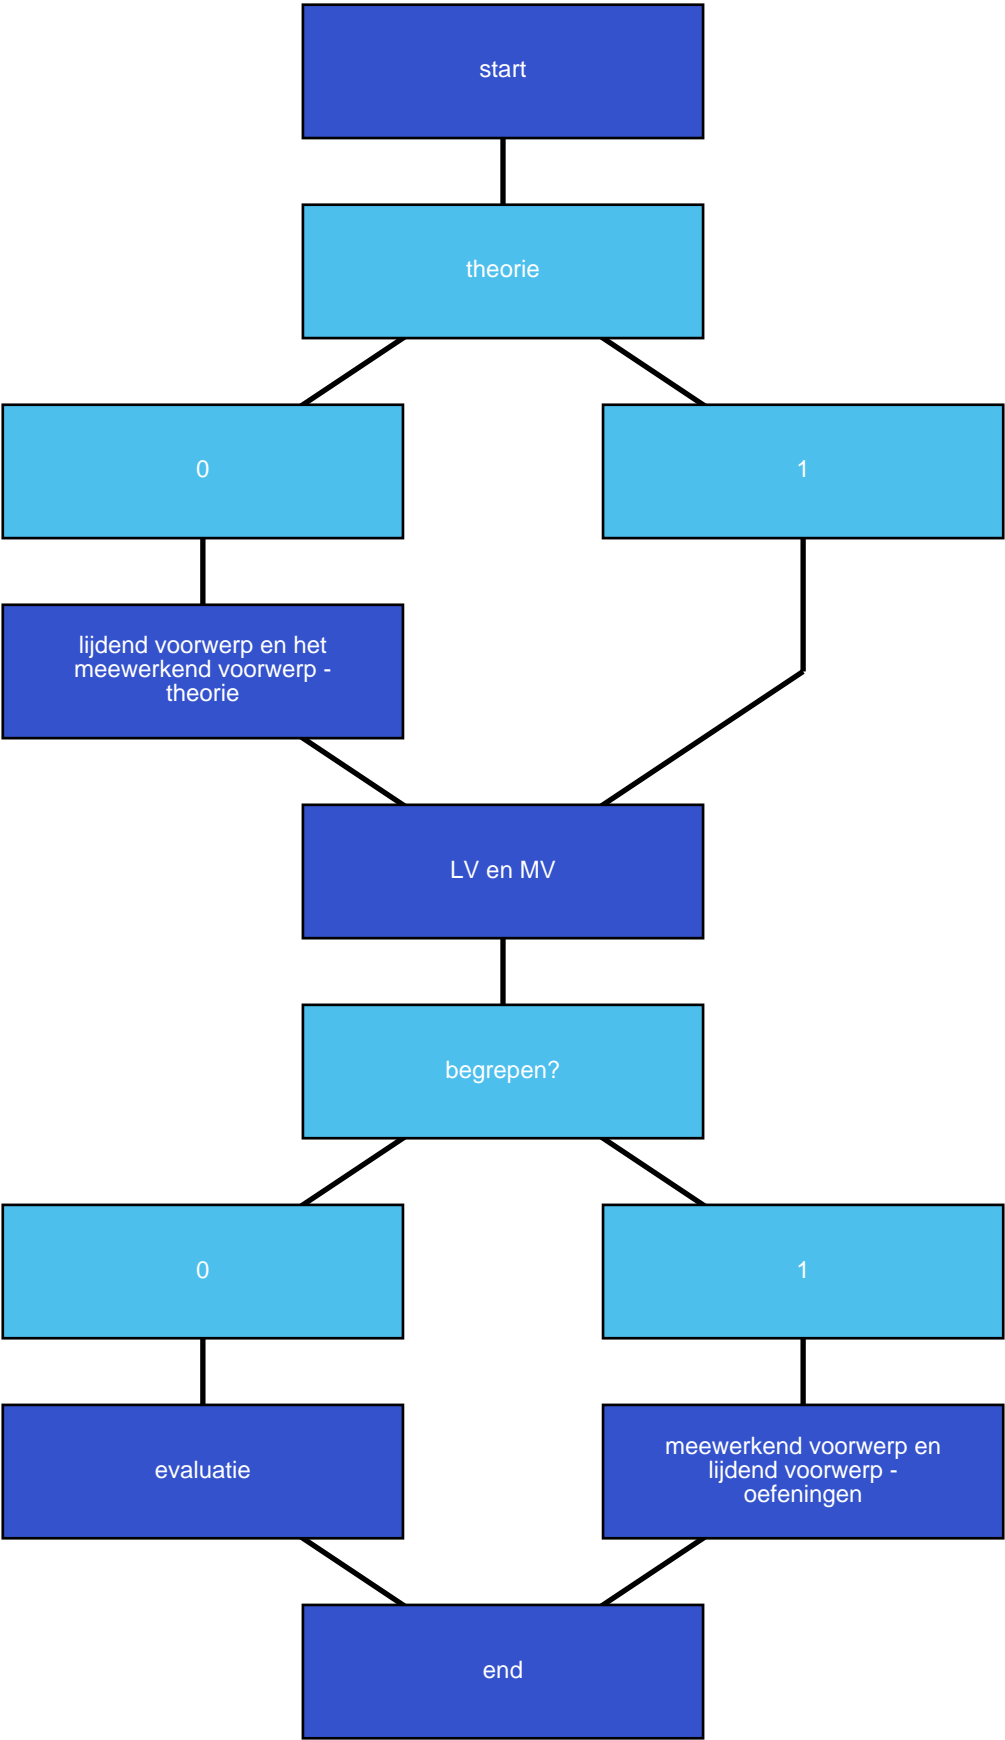 start
theorie
0
1
lijdend voorwerp en het
meewerkend voorwerp -
theorie
LV en MV
begrepen?
0
1
evaluatie
meewerkend voorwerp en
lijdend voorwerp -
oefeningen
end